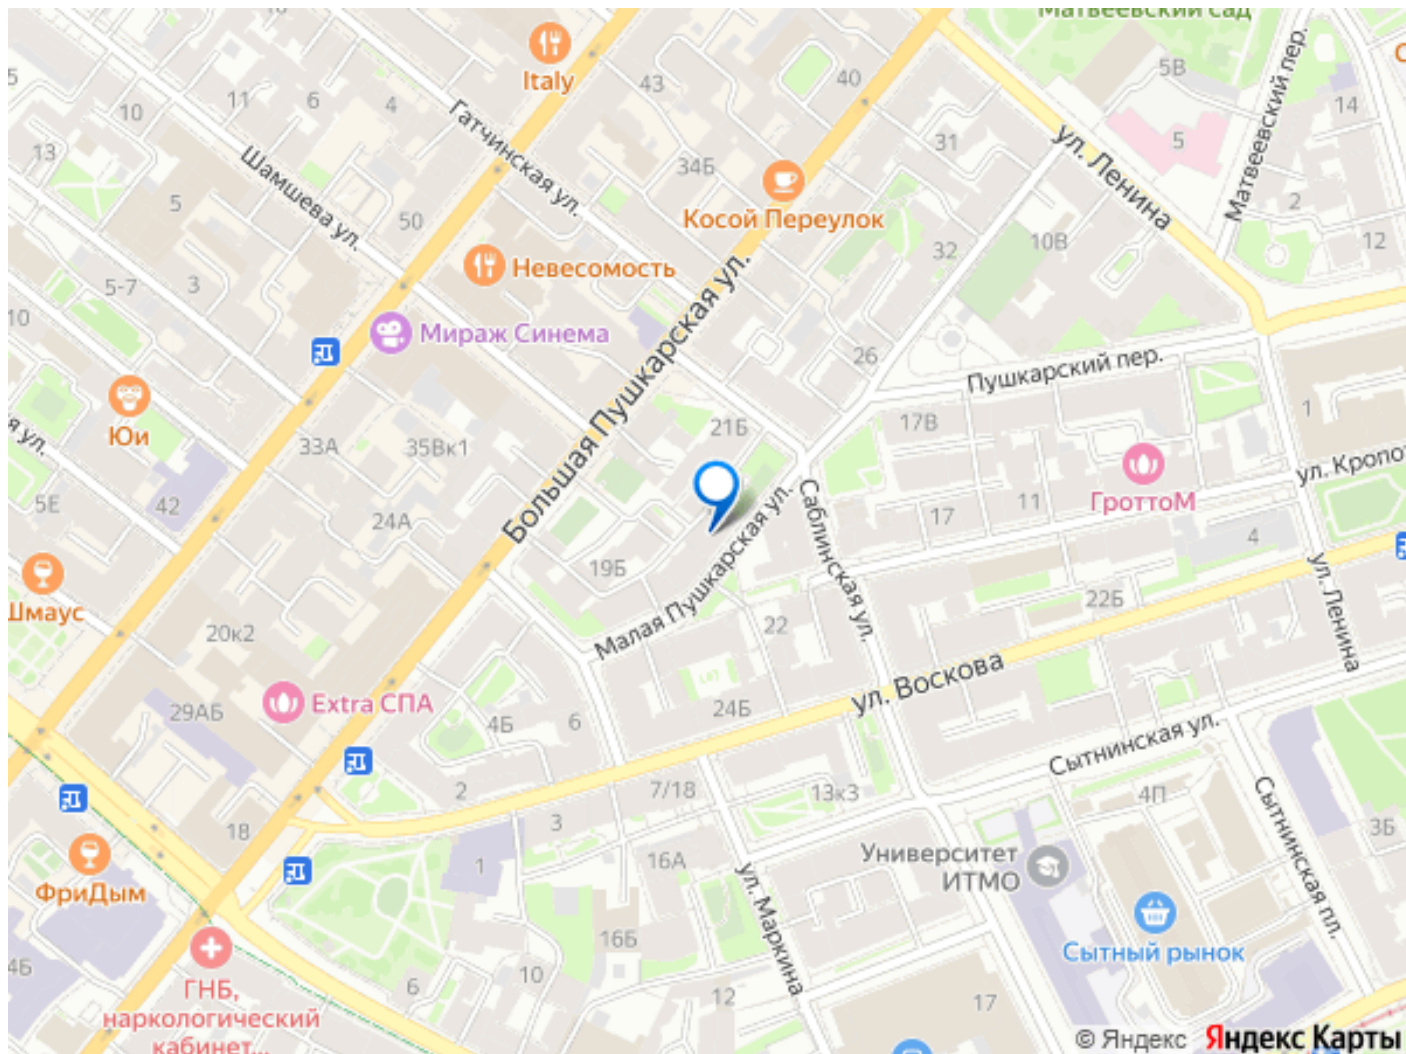 Матвеевский сад
Italy
43
40
5В
5
10
11
6
4
14
Гатчинская ул.
31
ул. Ленина
5
Матвеевский пер.
13
Шамшева ул.
34Б
5
50
Косой Переулок
2
32
10В
12
Невесомость
5-7
3
Большая Пушкарская ул.
10
Мираж Синема
26
Пушкарский пер.
Юи
33А
35Вк1
21Б
17В
1
я ул.
ул. Кропот
5Е
42
24А
Малая Пушкарская ул.
Саблинская ул.
17
11
ГроттоМ
4
19Б
Шмаус
20к2
22
22Б
ул. Ленина
29АБ
Extra СПА
4Б
6
24Б
ул. Воскова
Сытнинская ул.
2
7/18
13к3
4П
18
3
3Б
1
16А
Университет
ИТМО
Сытнинская пл.
ФриДым
ул. Маркина
16Б
Сытный рынок
4Б
10
6
12
17
ГНБ,
наркологический
кабинет...
© Яндекс Яндекс Карты